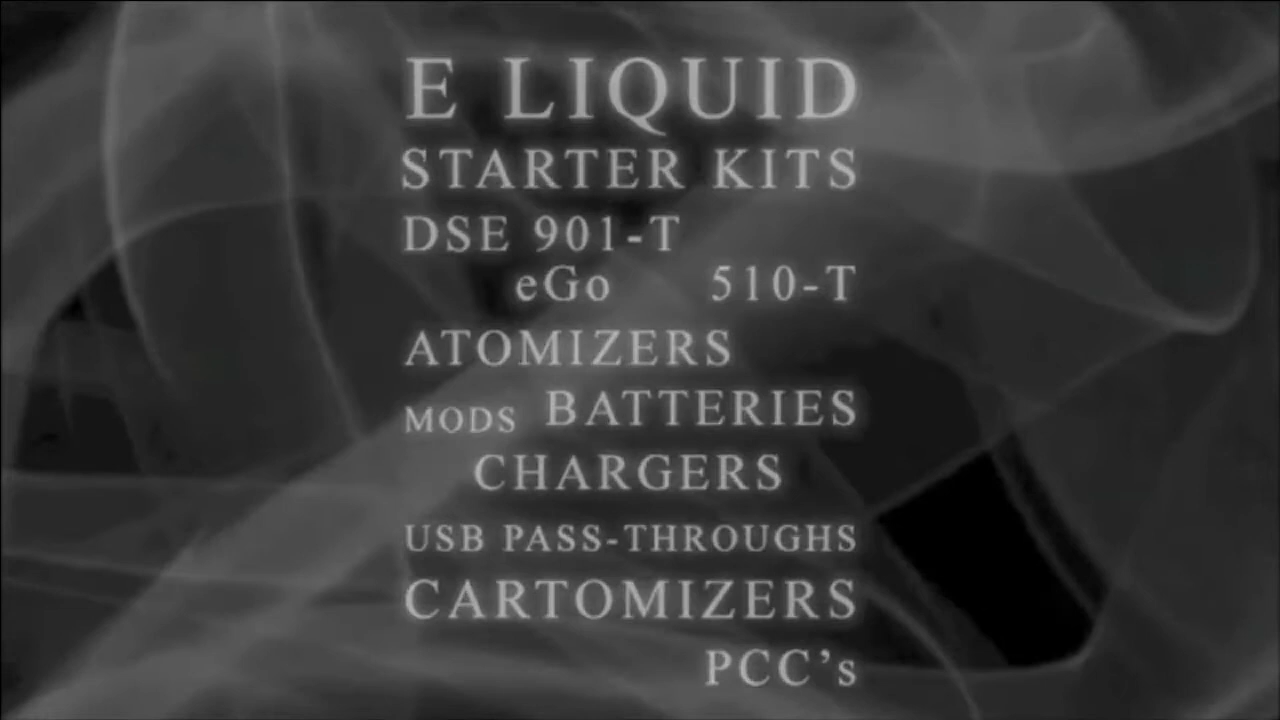 E LIQUID
STARTER KITS
DSE 901-T
eGo 510-T
ATOMIZERS
MODS BATTERIES
CHARGERS
USB PASS-THROUGHS
CARTOMIZERS
PCC’s